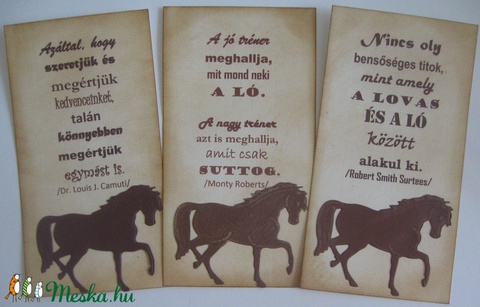 Azáltal, hogy
szeretjük és
megértjük
kedvenceinket,
talán
könnyebben
megértjük
egymást is.
/Dr. Louis J. Camuti/
A jó tréner
meghallja,
mit mond neki
A LÓ.
A nagy tréner
azt is meghallja,
amit csak
SUTTOG.
/Monty Roberts/
Nincs oly
bensőséges titok,
mint amely
A LOVAS
ÉS A LÓ
között
alakul ki.
/Robert Smith Surtees/
Meska.hu